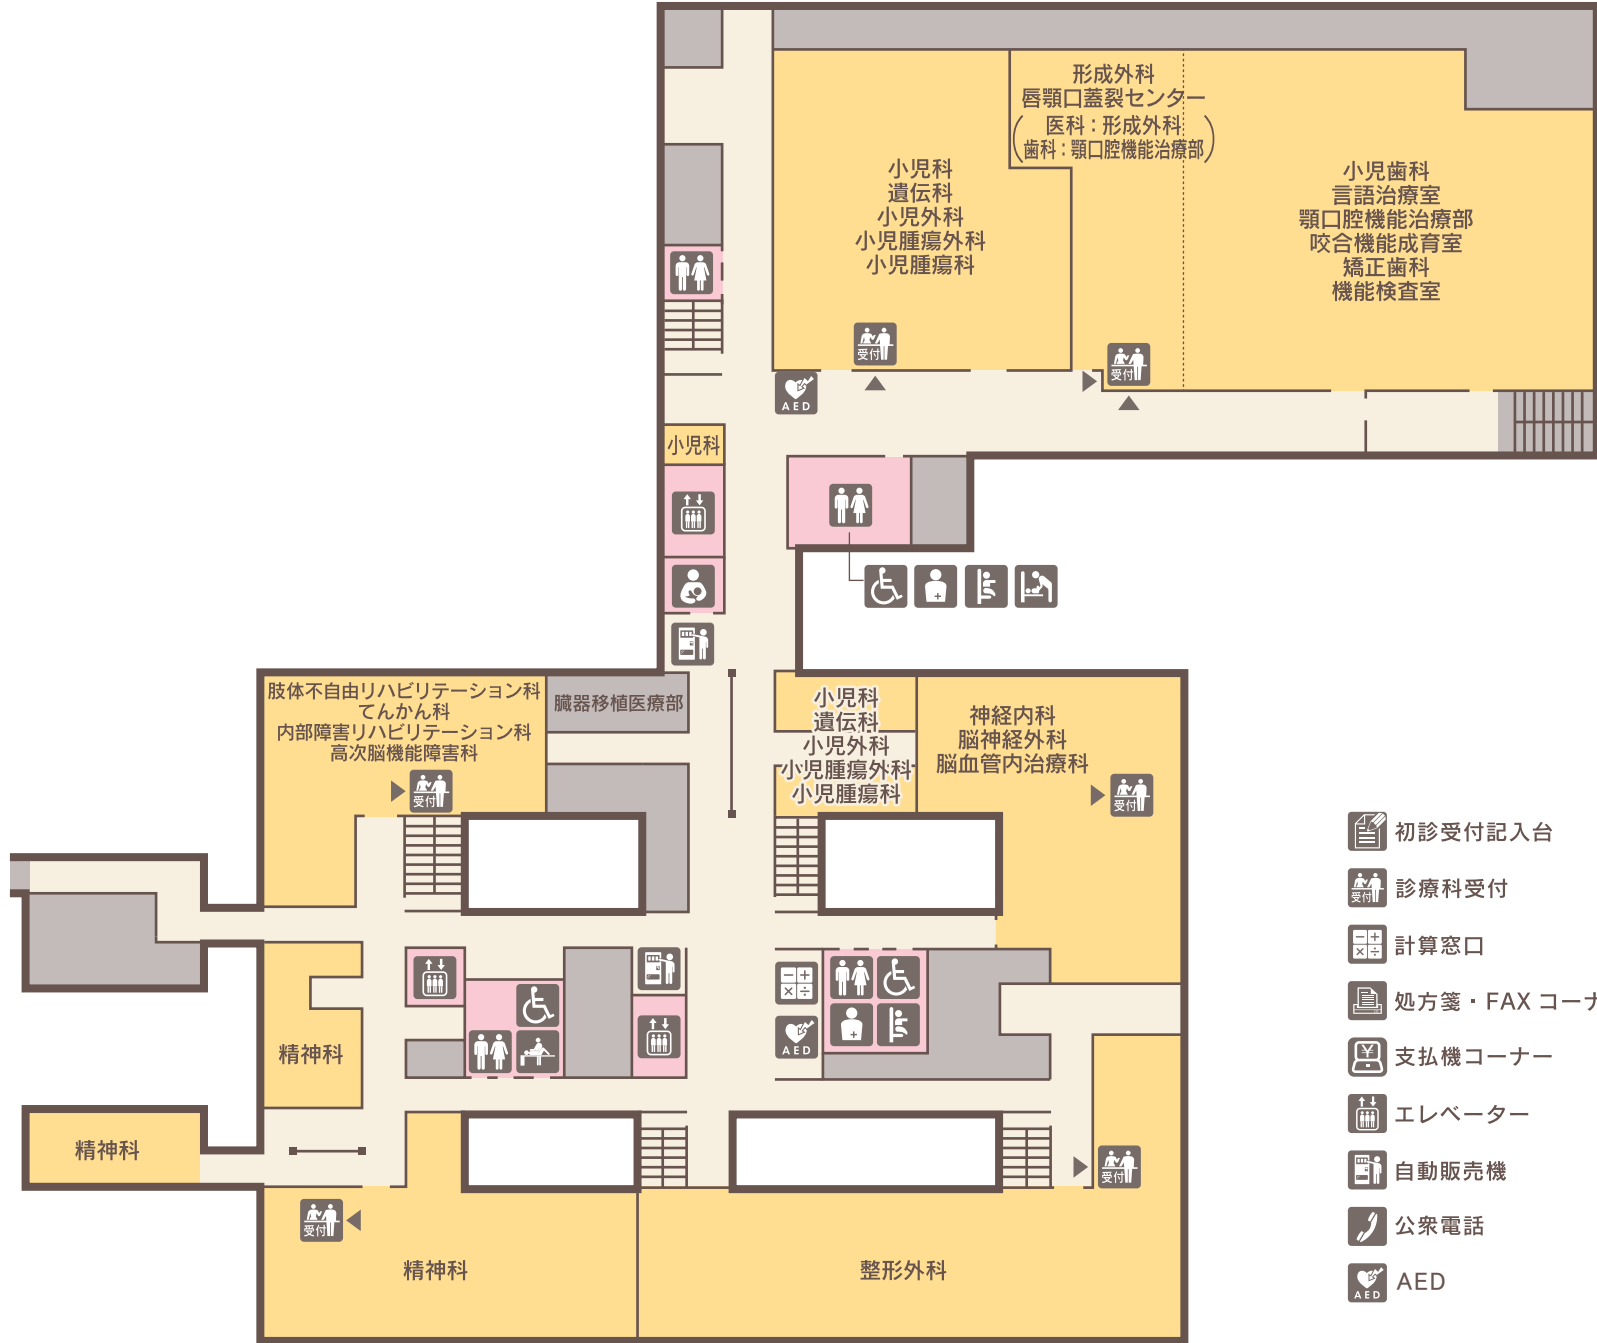 形成外科
唇顎口蓋裂センター
(医科：形成外科
歯科：顎口腔機能治療部)
小児科
遺伝科
小児外科
小児腫瘍外科
小児腫瘍科
小児歯科
言語治療室
顎口腔機能治療部
咬合機能成育室
矯正歯科
機能検査室
受付
受付
AED
小児科
肢体不自由リハビリテーション科
てんかん科
内部障害リハビリテーション科
高次脳機能障害科
受付
臓器移植医療部
小児科
遺伝科
小児外科
小児腫瘍外科
小児腫瘍科
神経内科
脳神経外科
脳血管内治療科
受付
AED
精神科
精神科
受付
精神科
整形外科
受付
初診受付記入台
受付
診療科受付
計算窓口
処方箋・FAX コーナ
支払機コーナー
エレベーター
自動販売機
公衆電話
AED
AED